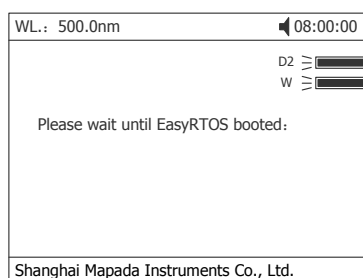 WL.：500.0nm 08:00:00
D2
W
Please wait until EasyRTOS booted：
Shanghai Mapada Instruments Co., Ltd.